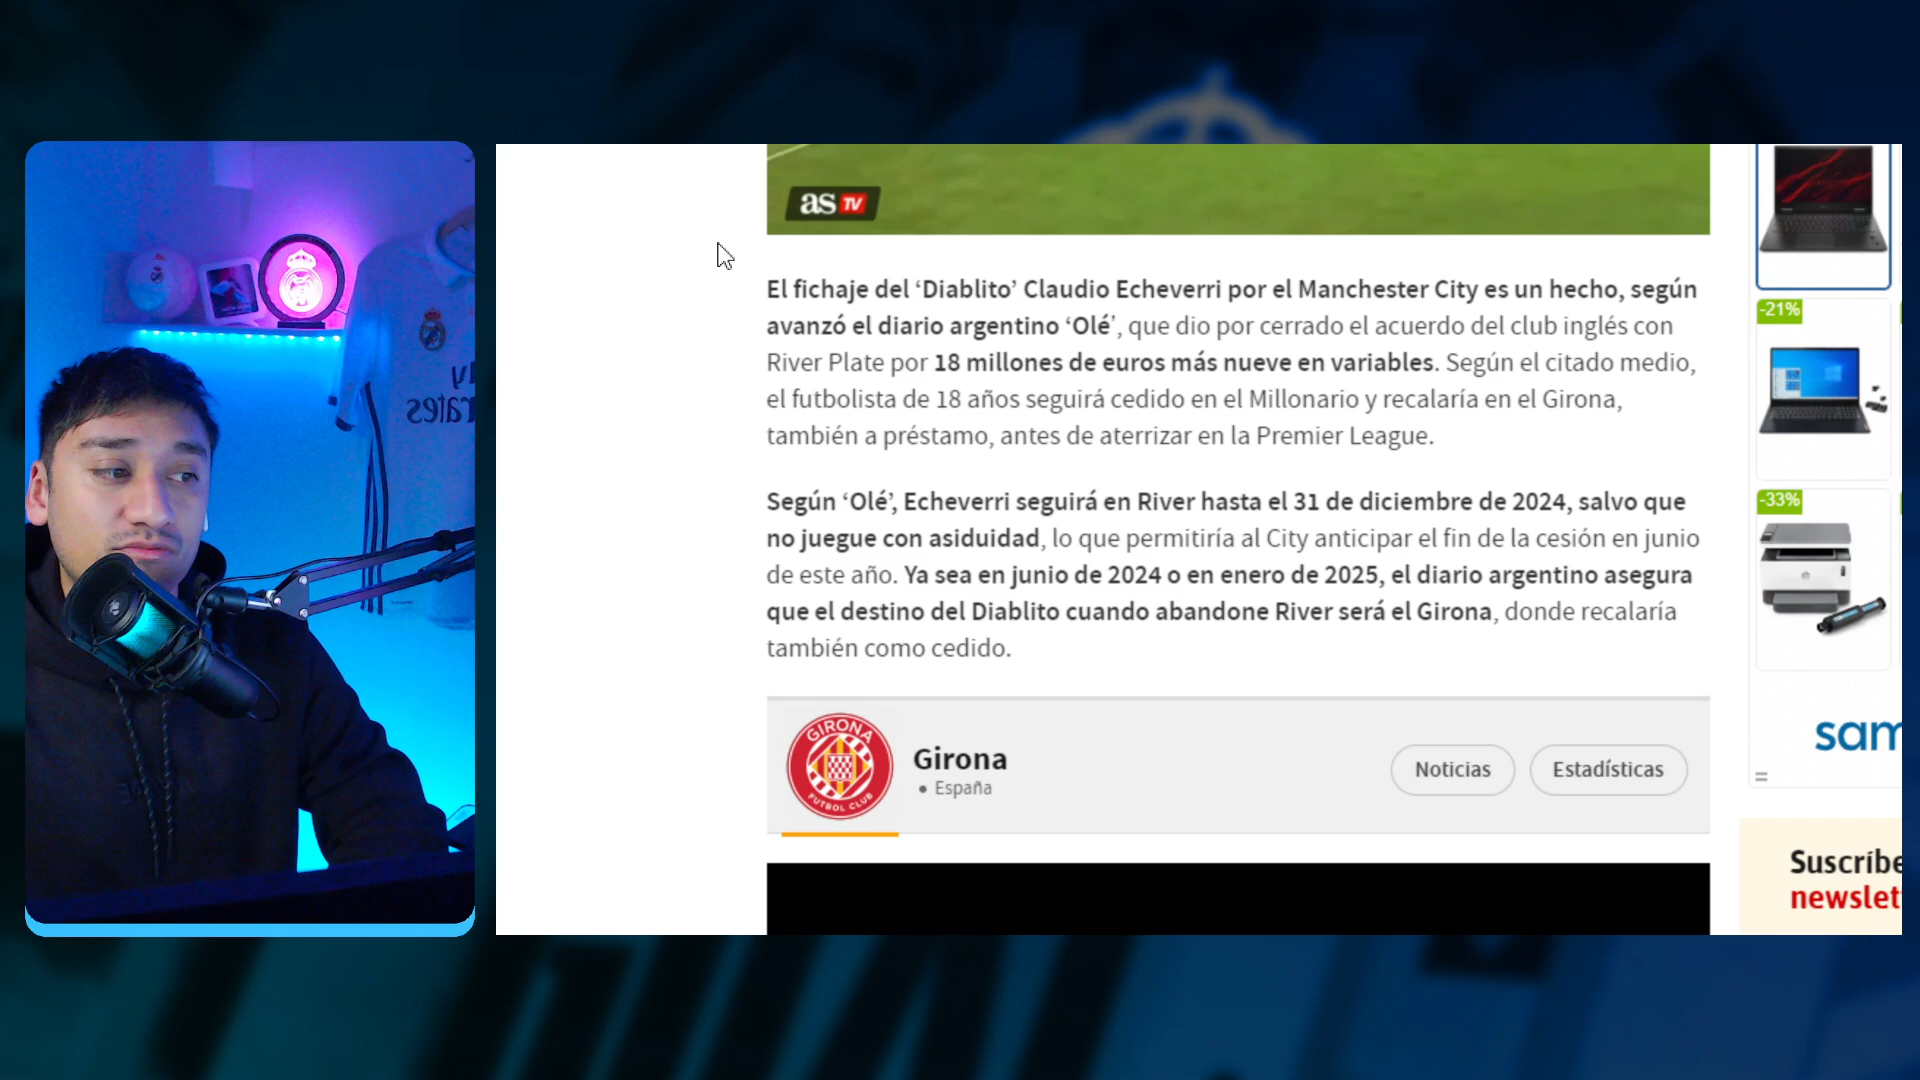 as TV
El fichaje del ‘Diablito’ Claudio Echeverri por el Manchester City es un hecho, según
avanzó el diario argentino ‘Olé’, que dio por cerrado el acuerdo del club inglés con
River Plate por 18 millones de euros más nueve en variables. Según el citado medio,
el futbolista de 18 años seguirá cedido en el Millonario y recalaría en el Girona,
también a préstamo, antes de aterrizar en la Premier League.
Según ‘Olé’, Echeverri seguirá en River hasta el 31 de diciembre de 2024, salvo que
no juegue con asiduidad, lo que permitiría al City anticipar el fin de la cesión en junio
de este año. Ya sea en junio de 2024 o en enero de 2025, el diario argentino asegura
que el destino del Diablito cuando abandone River será el Girona, donde recalaría
también como cedido.
GIRONA
FUTBOL CLUB
Girona
• España
Noticias
Estadísticas
-21%
-33%
sam
Suscríbe
newslet